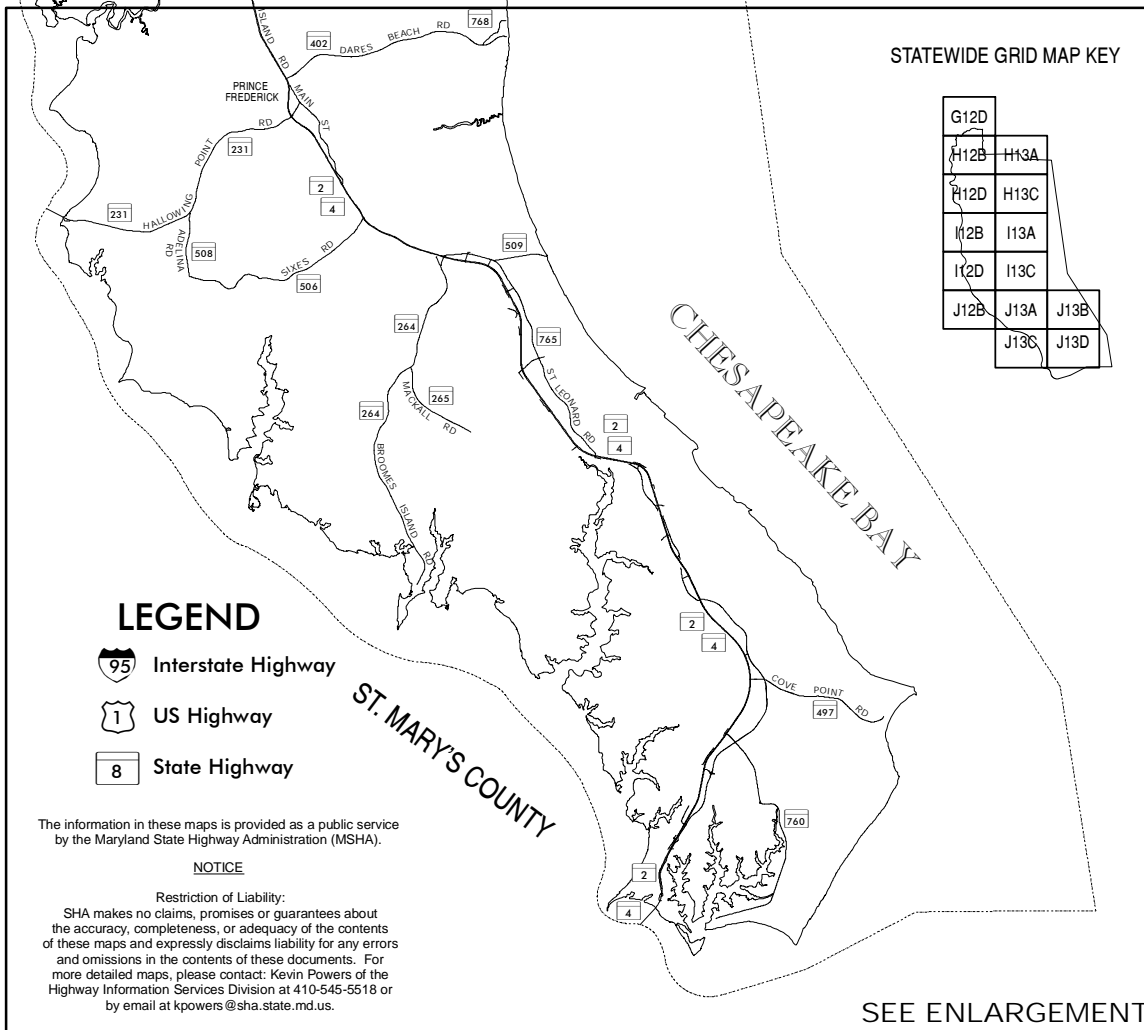 ISLAND RD
402
DARES BEACH RD
768
STATEWIDE GRID MAP KEY
G12D
H12B H13A
H12D H13C
I12B I13A
I12D I13C
J12B J13A J13B
J13C J13D
PRINCE
FREDERICK
MAIN ST
HALLOWING POINT RD
231
231
2
4
ADELINA
RD
508
SIXES RD
506
509
264
765
ST LEONARD RD
MACKALL RD
265
264
BROOMES ISLAND RD
2
4
CHESAPEAKE BAY
2
4
COVE POINT RD
497
760
2
4
ST. MARY'S COUNTY
LEGEND
95 Interstate Highway
1 US Highway
8 State Highway
The information in these maps is provided as a public service
by the Maryland State Highway Administration (MSHA).
NOTICE
Restriction of Liability:
SHA makes no claims, promises or guarantees about
the accuracy, completeness, or adequacy of the contents
of these maps and expressly disclaims liability for any errors
and omissions in the contents of these documents. For
more detailed maps, please contact: Kevin Powers of the
Highway Information Services Division at 410-545-5518 or
by email at kpowers@sha.state.md.us.
SEE ENLARGEMENT